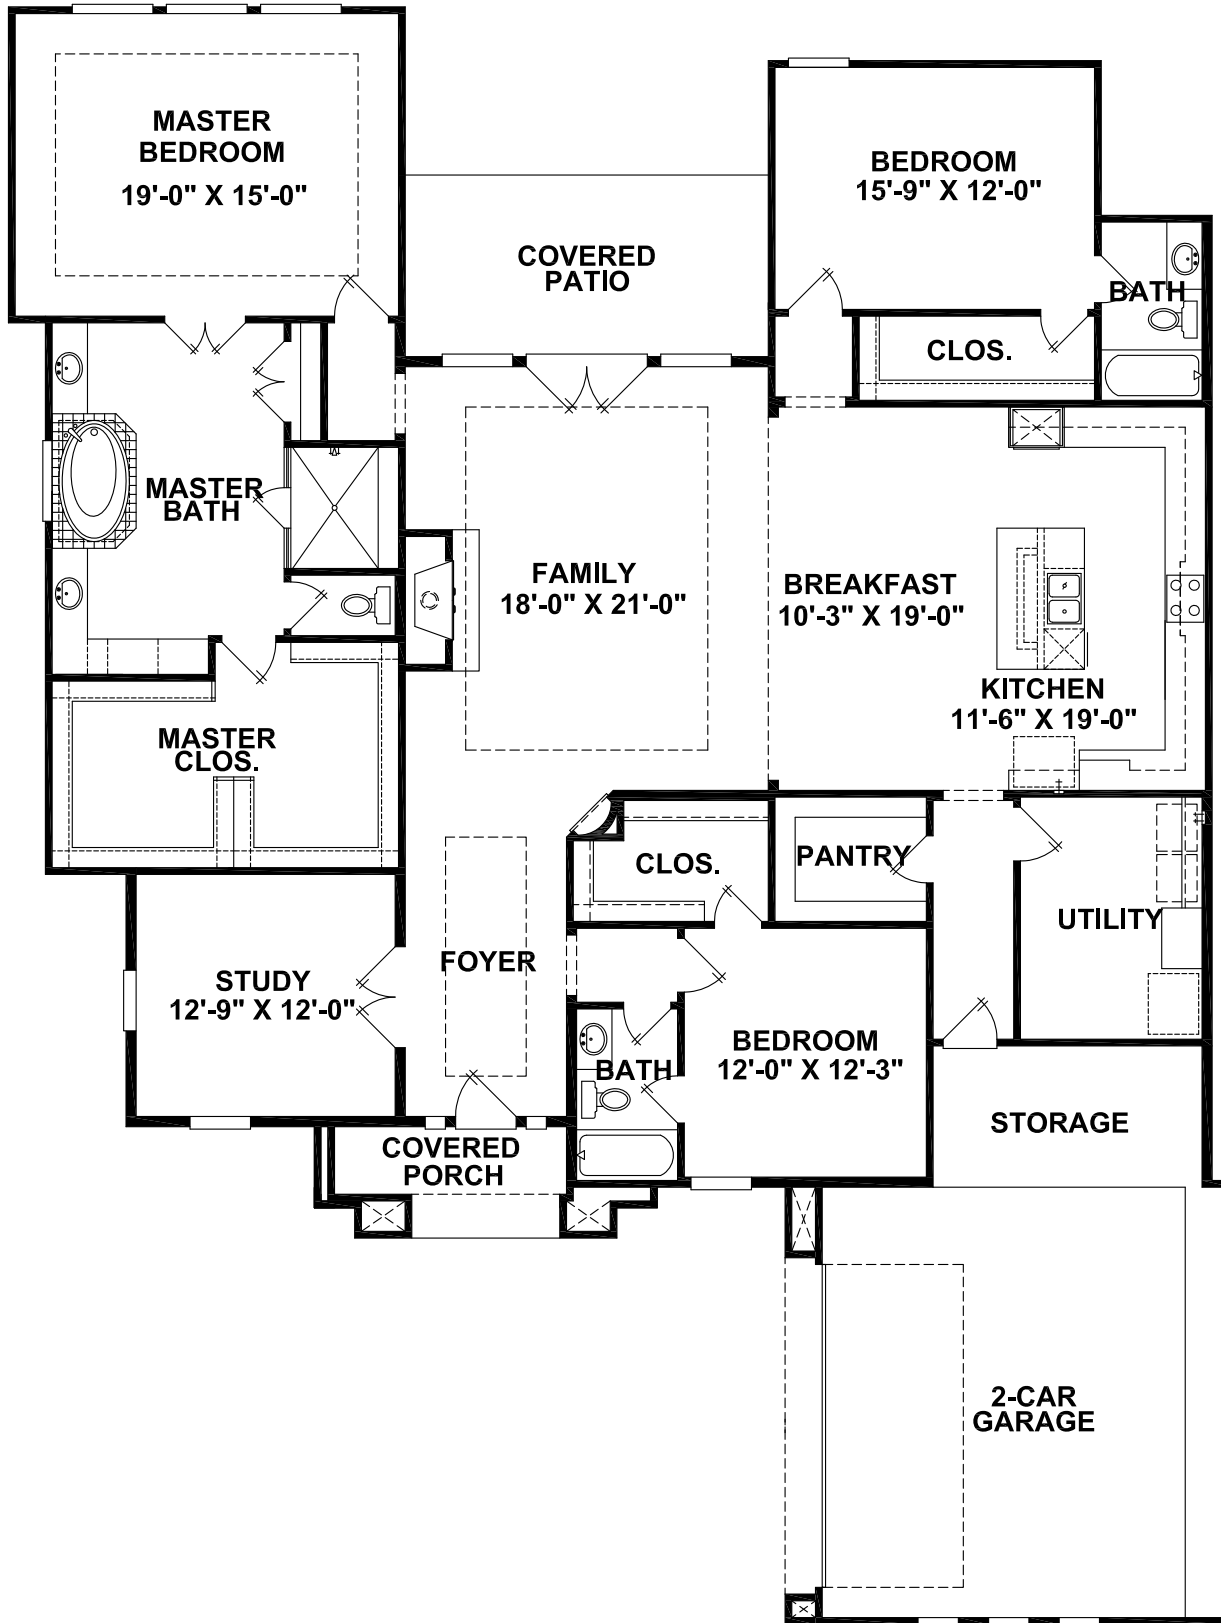 MASTER
BEDROOM
19'-0" X 15'-0"
BEDROOM
15'-9" X 12'-0"
COVERED
PATIO
BATH
CLOS.
MASTER
BATH
FAMILY
18'-0" X 21'-0"
BREAKFAST
10'-3" X 19'-0"
KITCHEN
11'-6" X 19'-0"
MASTER
CLOS.
CLOS.
PANTRY
UTILITY
FOYER
STUDY
12'-9" X 12'-0"
BEDROOM
12'-0" X 12'-3"
BATH
STORAGE
COVERED
PORCH
2-CAR
GARAGE